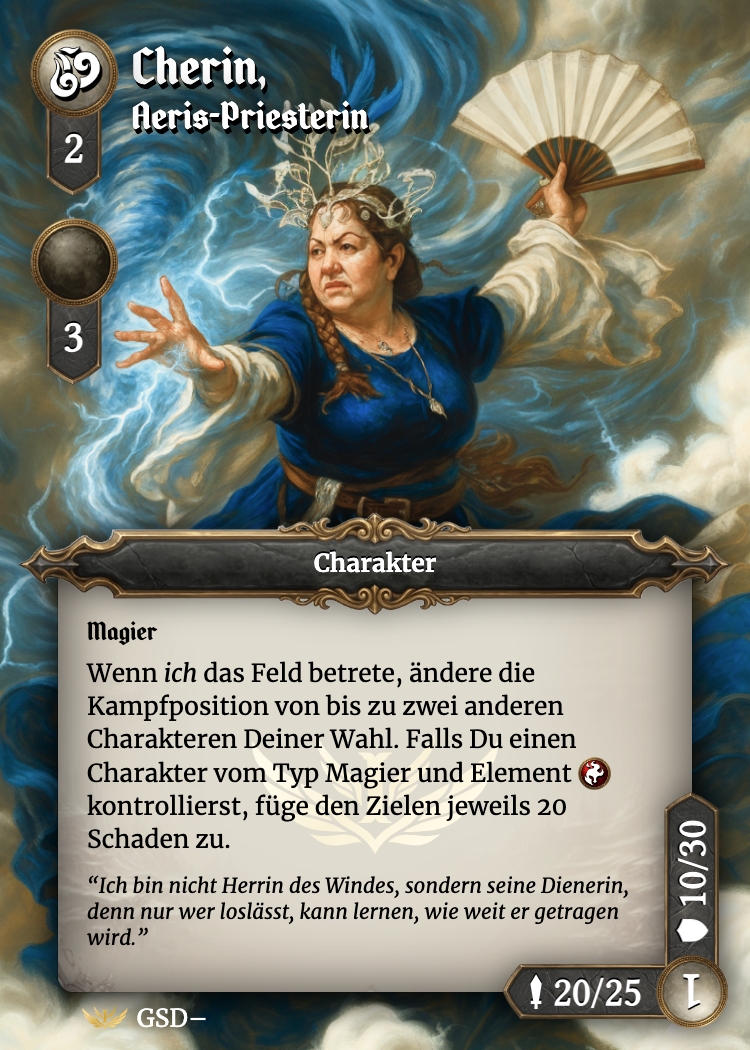 Cherin,
Aeris-Priesterin
2
3
Charakter
Magier
Wenn ich das Feld betrete, ändere die
Kampfposition von bis zu zwei anderen
Charakteren Deiner Wahl. Falls Du einen
Charakter vom Typ Magier und Element
kontrollierst, füge den Zielen jeweils 20
Schaden zu.
“Ich bin nicht Herrin des Windes, sondern seine Dienerin,
denn nur wer loslässt, kann lernen, wie weit er getragen
wird.”
10/30
20/25
1
GSD–